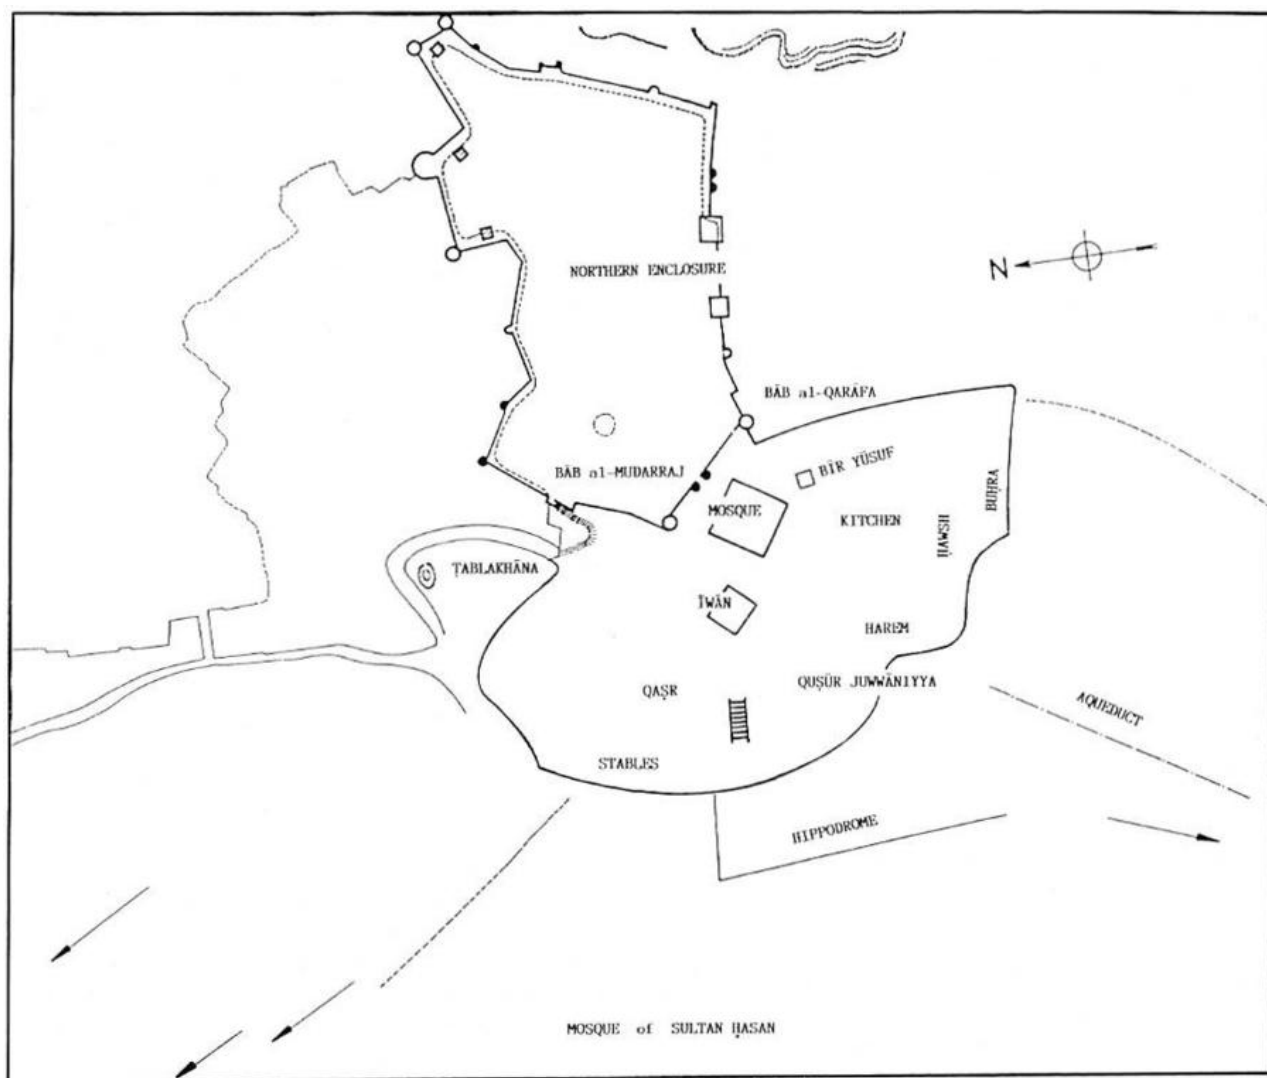 NORTHERN ENCLOSURE
N
BĀB al-QARĀFA
BĀB al-MUDARRAJ
BĪR YŪSUF
MOSQUE
KITCHEN
ḤAWSH
BUḤRA
ṬABLAKHĀNA
ĪWĀN
HAREM
QAṢR
QUṢŪR JUWWĀNIYYA
AQUEDUCT
STABLES
HIPPODROME
MOSQUE of SULTAN ḤASAN